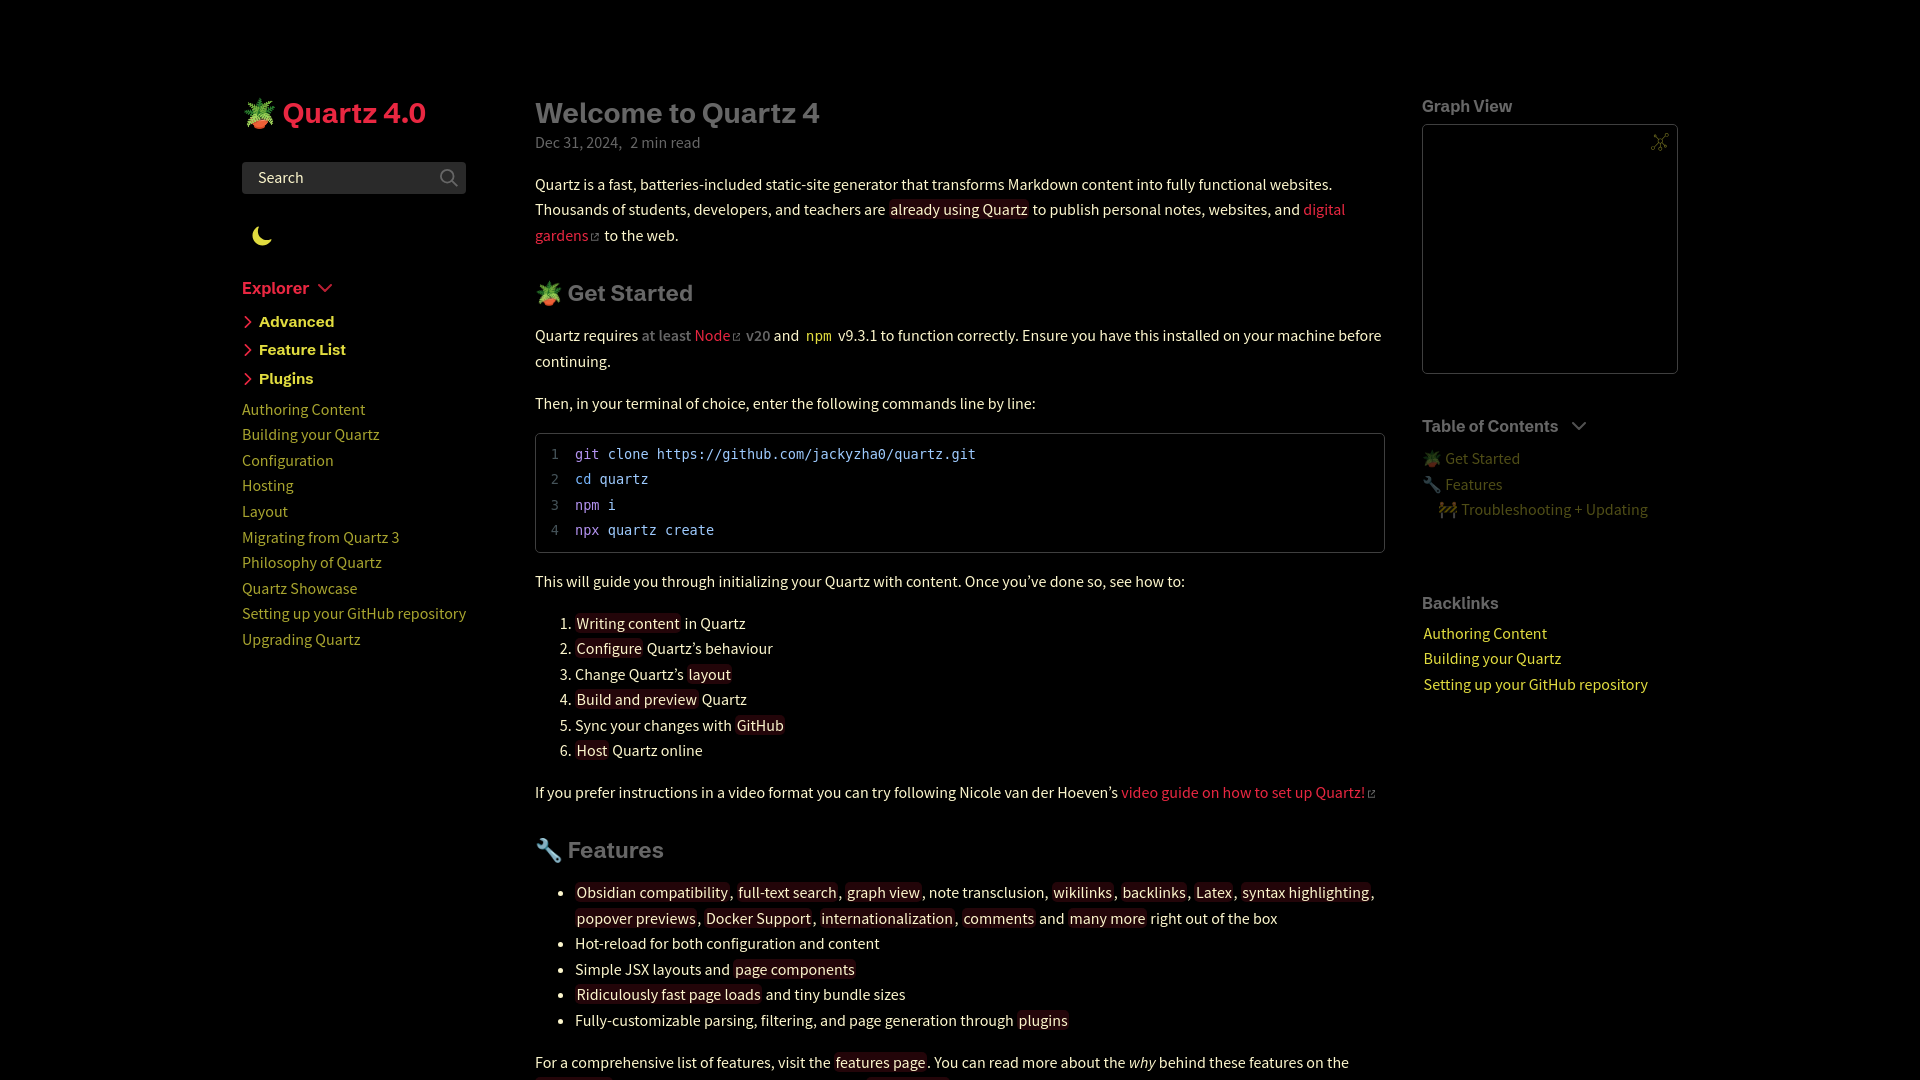 Quartz 4.0
Search
Explorer
Advanced
Feature List
Plugins
Authoring Content
Building your Quartz
Configuration
Hosting
Layout
Migrating from Quartz 3
Philosophy of Quartz
Quartz Showcase
Setting up your GitHub repository
Upgrading Quartz
Welcome to Quartz 4
Dec 31, 2024, 2 min read
Quartz is a fast, batteries-included static-site generator that transforms Markdown content into fully functional websites.
Thousands of students, developers, and teachers are already using Quartz to publish personal notes, websites, and digital
gardens to the web.
Get Started
Quartz requires at least Node v20 and npm v9.3.1 to function correctly. Ensure you have this installed on your machine before
continuing.
Then, in your terminal of choice, enter the following commands line by line:
1 git clone https://github.com/jackyzha0/quartz.git
2 cd quartz
3 npm i
4 npx quartz create
This will guide you through initializing your Quartz with content. Once you’ve done so, see how to:
1. Writing content in Quartz
2. Configure Quartz’s behaviour
3. Change Quartz’s layout
4. Build and preview Quartz
5. Sync your changes with GitHub
6. Host Quartz online
If you prefer instructions in a video format you can try following Nicole van der Hoeven’s video guide on how to set up Quartz!
Features
• Obsidian compatibility, full-text search, graph view, note transclusion, wikilinks, backlinks, Latex, syntax highlighting,
popover previews, Docker Support, internationalization, comments and many more right out of the box
• Hot-reload for both configuration and content
• Simple JSX layouts and page components
• Ridiculously fast page loads and tiny bundle sizes
• Fully-customizable parsing, filtering, and page generation through plugins
For a comprehensive list of features, visit the features page. You can read more about the why behind these features on the
Graph View
Table of Contents
Get Started
Features
Troubleshooting + Updating
Backlinks
Authoring Content
Building your Quartz
Setting up your GitHub repository